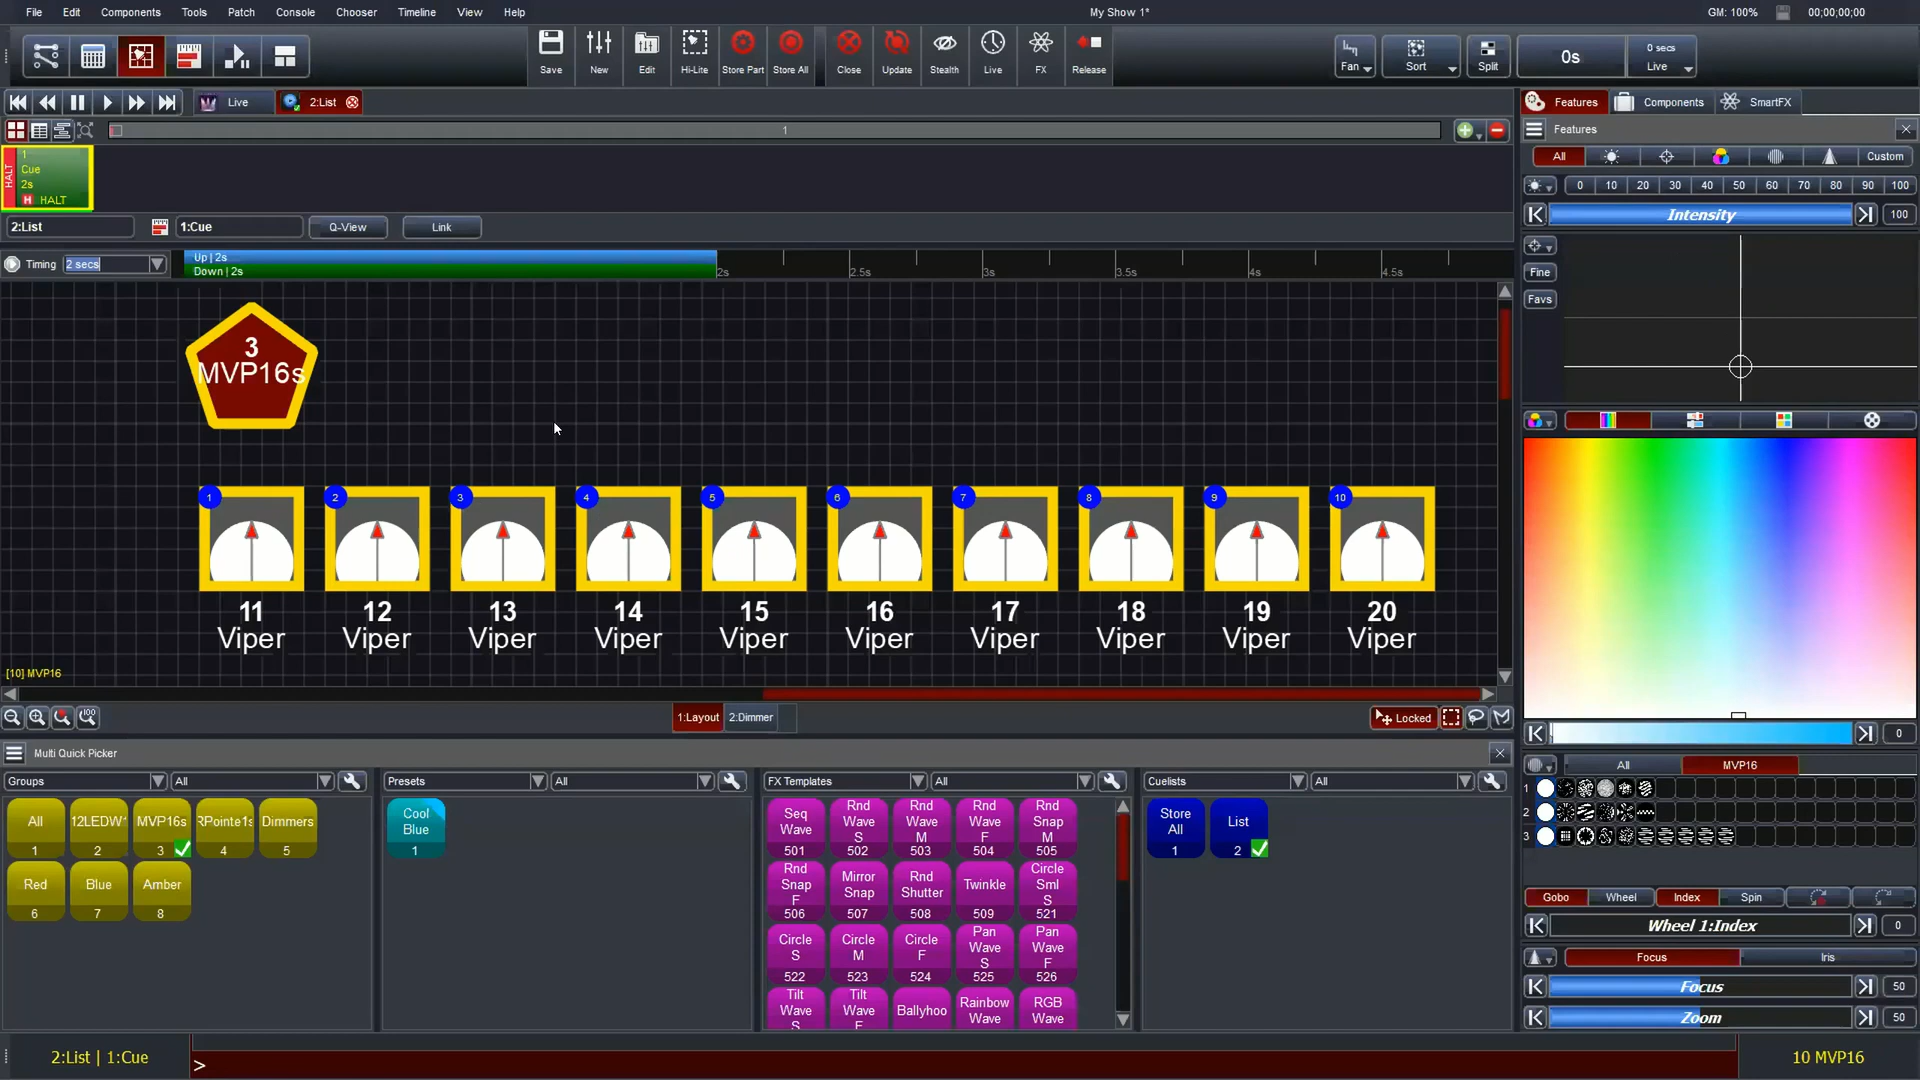 File Edit Components Tools Patch Console Chooser Timeline View Help My Show 1* GM: 100% 00;00;00;00
Save New Edit Hi-Lite Store Part Store All Close Update Stealth Live FX Release Fan Sort Split 0s 0 secs Live
Live 2:List Features Components SmartFX
1 Features
1 All Custom
Cue
2s
H HALT
HALT
0 10 20 30 40 50 60 70 80 90 100
Intensity 100
2:List 1:Cue Q-View Link
Timing 2 secs Up | 2s
Down | 2s 2s 2.5s 3s 3.5s 4s 4.5s
Fine
Favs
3
MVP16s
1 2 3 4 5 6 7 8 9 10
11 12 13 14 15 16 17 18 19 20
Viper Viper Viper Viper Viper Viper Viper Viper Viper Viper
[10] MVP16
100 1:Layout 2:Dimmer Locked
0
Multi Quick Picker
All MVP16
Groups All Presets All FX Templates All Cuelists All
1
2
3
All 1
12LEDW 2
MVP16s 3
RPointe1s 4
Dimmers 5
Red 6
Blue 7
Amber 8
Cool Blue 1
Seq Wave 501
Rnd Wave S 502
Rnd Wave M 503
Rnd Wave F 504
Rnd Snap M 505
Rnd Snap F 506
Mirror Snap 507
Rnd Shutter 508
Twinkle 509
Circle Sml S 521
Circle S 522
Circle M 523
Circle F 524
Pan Wave S 525
Pan Wave F 526
Tilt Wave S
Tilt Wave F
Ballyhoo
Rainbow Wave
RGB Wave
Store All 1
List 2
Gobo Wheel Index Spin
Wheel 1:Index 0
Focus Iris
Focus 50
Zoom 50
2:List | 1:Cue > 10 MVP16